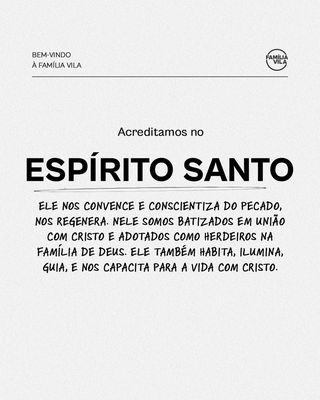 BEM-VINDO
À FAMÍLIA VILA
FAMÍLIA
VILA
Acreditamos no
ESPÍRITO SANTO
ELE NOS CONVENCE E CONSCIENTIZA DO PECADO,
NOS REGENERA. NELE SOMOS BATIZADOS EM UNIÃO
COM CRISTO E ADOTADOS COMO HERDEIROS NA
FAMÍLIA DE DEUS. ELE TAMBÉM HABITA, ILUMINA,
GUIA, E NOS CAPACITA PARA A VIDA COM CRISTO.